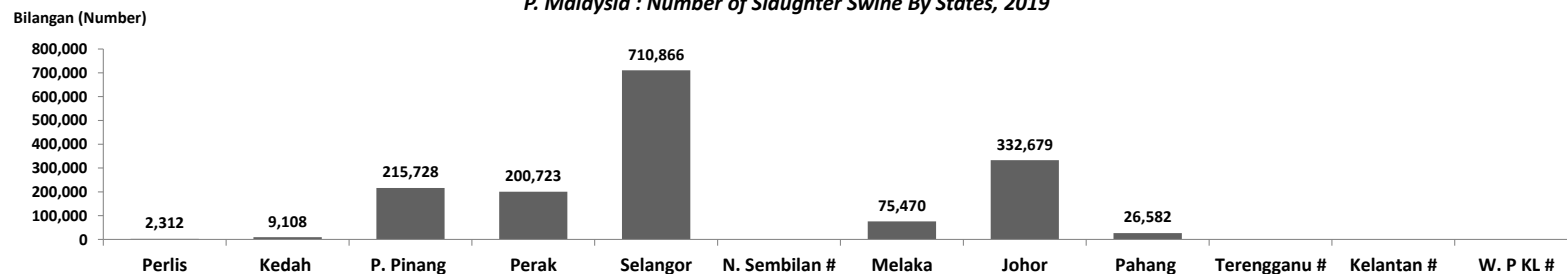 P. Malaysia : Number of Slaughter Swine By States, 2019
Bilangan (Number)
800,000
700,000
600,000
500,000
400,000
300,000
200,000
100,000
0
2,312
9,108
215,728
200,723
710,866
75,470
332,679
26,582
Perlis
Kedah
P. Pinang
Perak
Selangor
N. Sembilan #
Melaka
Johor
Pahang
Terengganu #
Kelantan #
W. P KL #